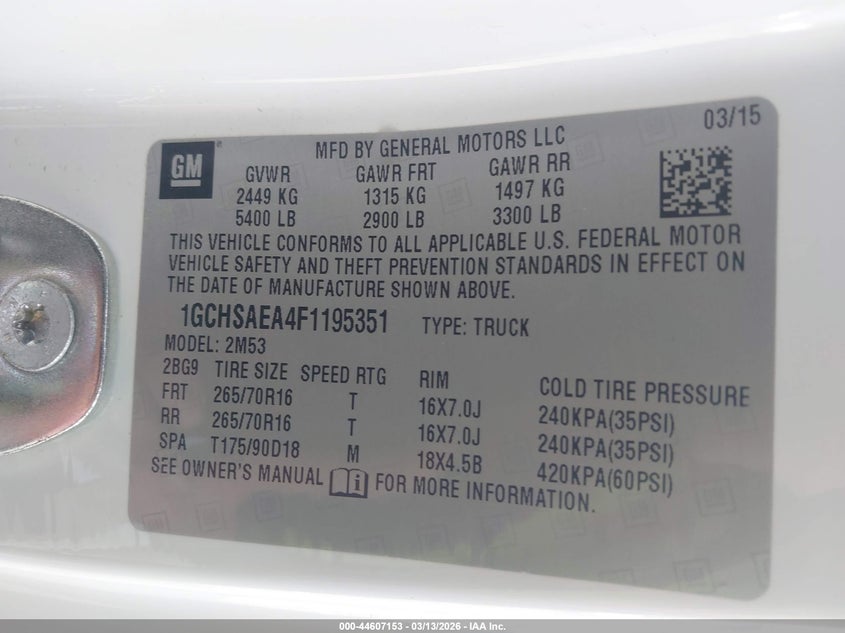 03/15
GM
MFD BY GENERAL MOTORS LLC
GVWR GAWR FRT GAWR RR
2449 KG 1315 KG 1497 KG
5400 LB 2900 LB 3300 LB
THIS VEHICLE CONFORMS TO ALL APPLICABLE U.S. FEDERAL MOTOR
VEHICLE SAFETY AND THEFT PREVENTION STANDARDS IN EFFECT ON
THE DATE OF MANUFACTURE SHOWN ABOVE.
1GCHSAEA4F1195351 TYPE: TRUCK
MODEL: 2M53
2BG9 TIRE SIZE SPEED RTG RIM COLD TIRE PRESSURE
FRT 265/70R16 T 16X7.0J 240KPA(35PSI)
RR 265/70R16 T 16X7.0J 240KPA(35PSI)
SPA T175/90D18 M 18X4.5B 420KPA(60PSI)
SEE OWNER'S MANUAL i FOR MORE INFORMATION.
000-44607153 - 03/13/2026 - IAA Inc.